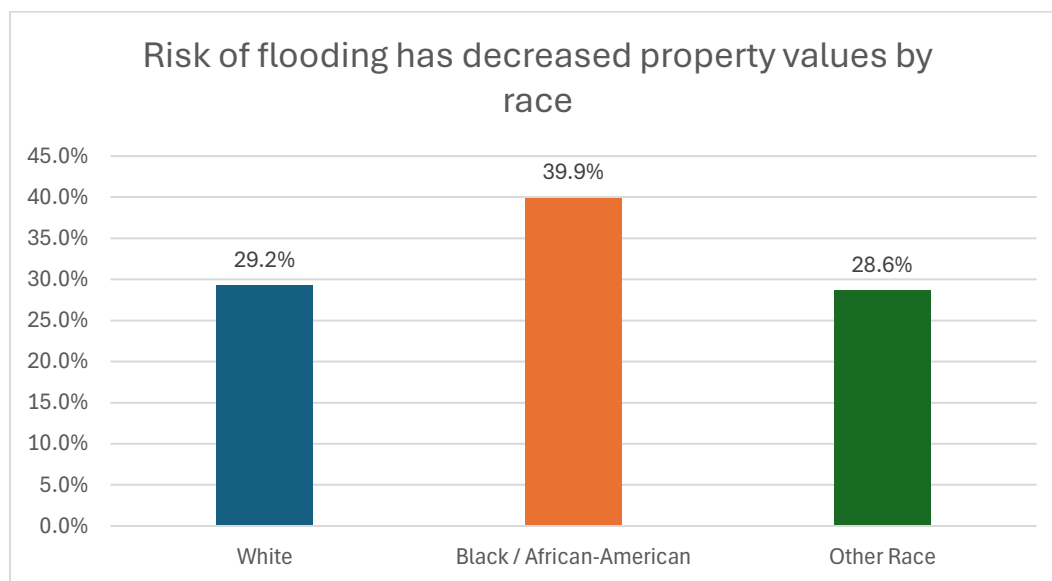 Risk of flooding has decreased property values by
race
45.0%
40.0%
35.0%
30.0%
25.0%
20.0%
15.0%
10.0%
5.0%
0.0%
29.2%
39.9%
28.6%
White
Black / African-American
Other Race